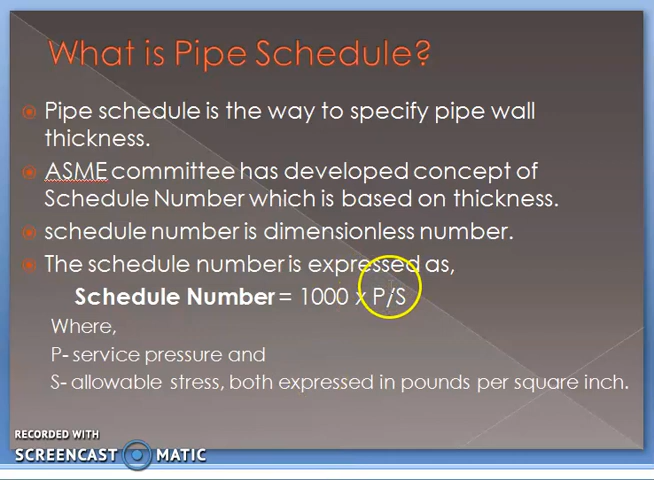 What is Pipe Schedule?
Pipe schedule is the way to specify pipe wall
thickness.
ASME committee has developed concept of
Schedule Number which is based on thickness.
schedule number is dimensionless number.
The schedule number is expressed as,
Schedule Number = 1000 x P/S
Where,
P- service pressure and
S- allowable stress, both expressed in pounds per square inch.
RECORDED WITH
SCREENCAST MATIC